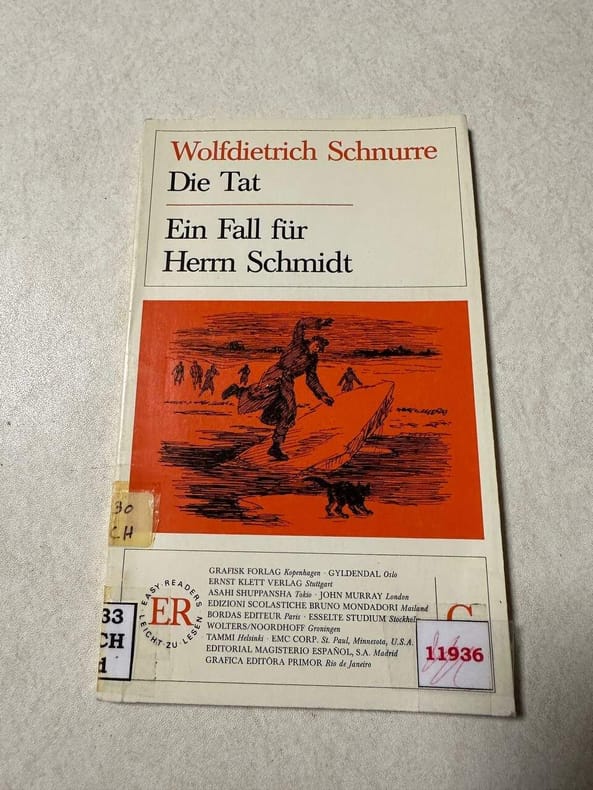 Wolfdietrich Schnurre
Die Tat
Ein Fall für
Herrn Schmidt
30
CH
GRAFISK FORLAG Kopenhagen · GYLDENDAL Oslo
ERNST KLETT VERLAG Stuttgart
ASAHI SHUPPANSHA Tokio · JOHN MURRAY London
EDIZIONI SCOLASTICHE BRUNO MONDADORI Mailand
BORDAS EDITEUR Paris · ESSELTE STUDIUM Stockholm
WOLTERS/NOORDHOFF Groningen
TAMMI Helsinki · EMC CORP. St. Paul, Minnesota, U.S.A.
EDITORIAL MAGISTERIO ESPAÑOL, S.A. Madrid
GRAFICA EDITÔRA PRIMOR Rio de Janeiro
EASY READERS
ER
LEICHT ZU LESEN
33
CH
1
C
11936